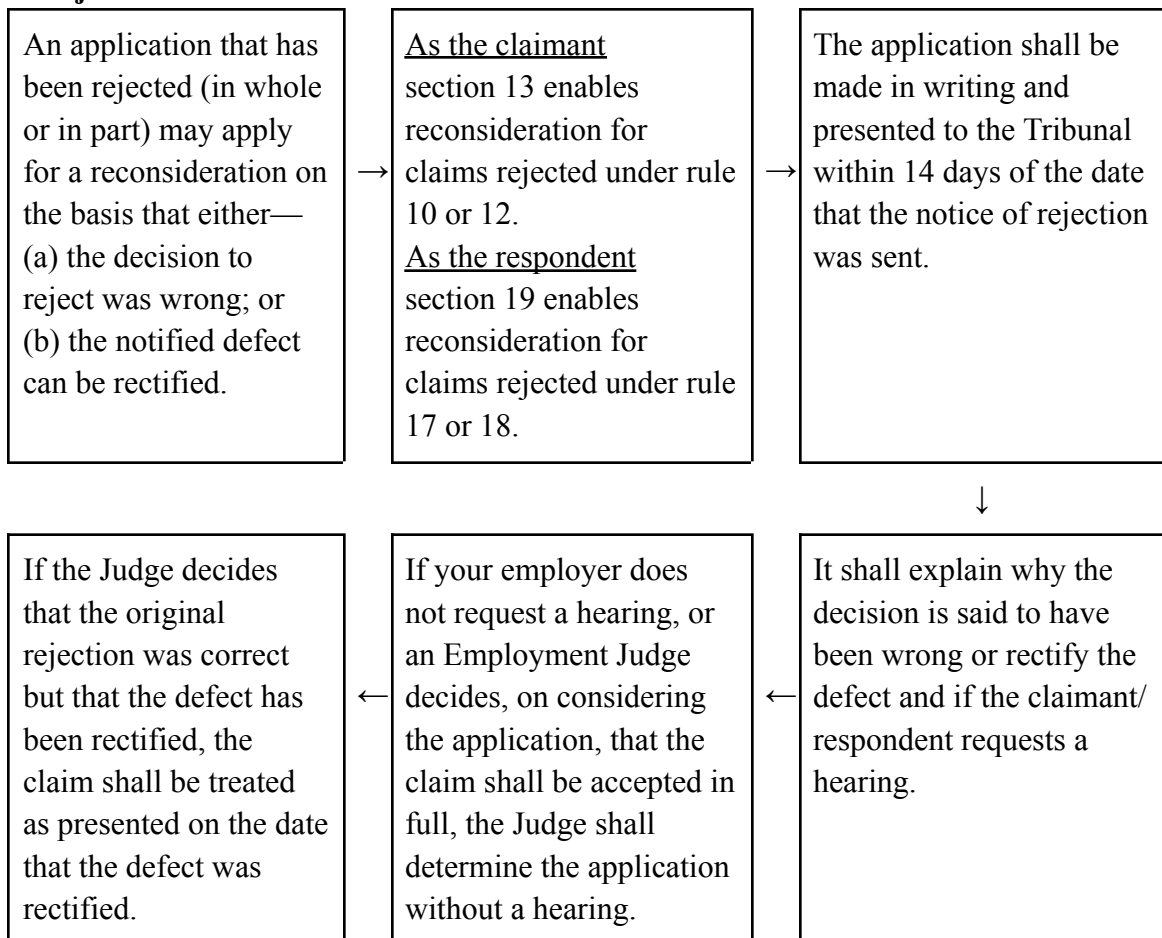 An application that has
been rejected (in whole
or in part) may apply
for a reconsideration on
the basis that either—
(a) the decision to
reject was wrong; or
(b) the notified defect
can be rectified.
→
As the claimant
section 13 enables
reconsideration for
claims rejected under rule
10 or 12.
As the respondent
section 19 enables
reconsideration for
claims rejected under rule
17 or 18.
→
The application shall be
made in writing and
presented to the Tribunal
within 14 days of the date
that the notice of rejection
was sent.
↓
It shall explain why the
decision is said to have
been wrong or rectify the
defect and if the claimant/
respondent requests a
hearing.
←
If your employer does
not request a hearing, or
an Employment Judge
decides, on considering
the application, that the
claim shall be accepted in
full, the Judge shall
determine the application
without a hearing.
←
If the Judge decides
that the original
rejection was correct
but that the defect has
been rectified, the
claim shall be treated
as presented on the date
that the defect was
rectified.